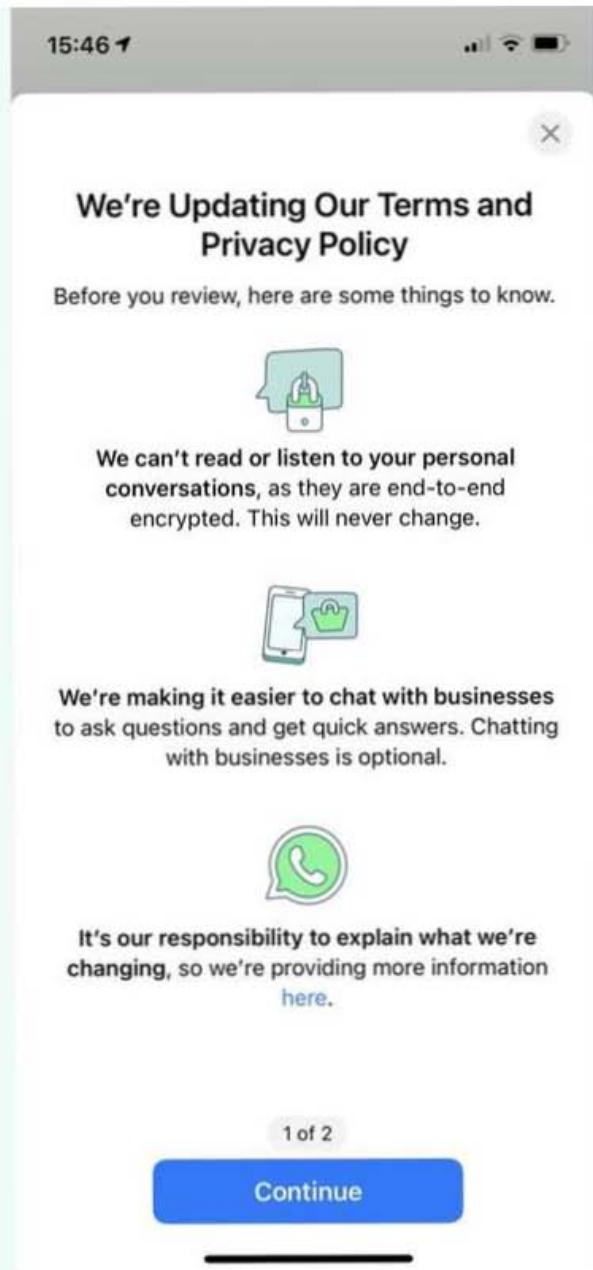 15:46
We're Updating Our Terms and
Privacy Policy
Before you review, here are some things to know.
We can't read or listen to your personal
conversations, as they are end-to-end
encrypted. This will never change.
We're making it easier to chat with businesses
to ask questions and get quick answers. Chatting
with businesses is optional.
It's our responsibility to explain what we're
changing, so we're providing more information
here.
1 of 2
Continue